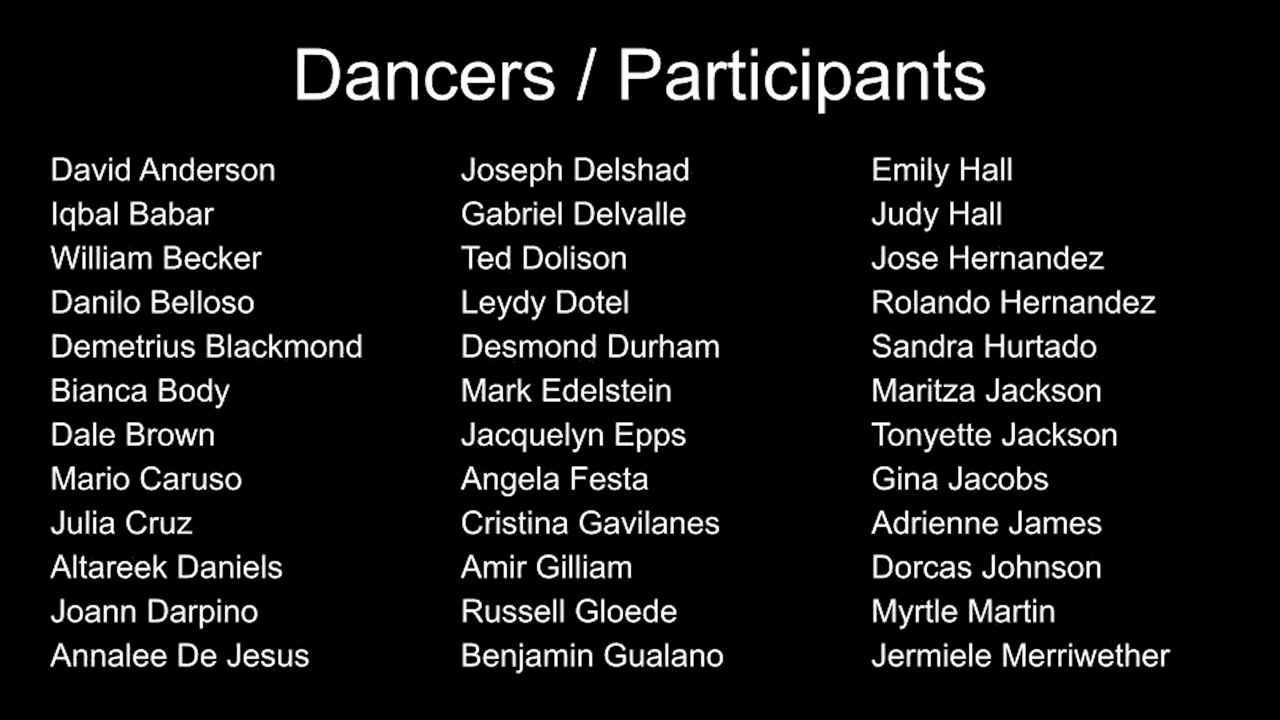 Dancers / Participants
David Anderson
Iqbal Babar
William Becker
Danilo Belloso
Demetrius Blackmond
Bianca Body
Dale Brown
Mario Caruso
Julia Cruz
Altareek Daniels
Joann Darpino
Annalee De Jesus
Joseph Delshad
Gabriel Delvalle
Ted Dolison
Leydy Dotel
Desmond Durham
Mark Edelstein
Jacquelyn Epps
Angela Festa
Cristina Gavilanes
Amir Gilliam
Russell Gloede
Benjamin Gualano
Emily Hall
Judy Hall
Jose Hernandez
Rolando Hernandez
Sandra Hurtado
Maritza Jackson
Tonyette Jackson
Gina Jacobs
Adrienne James
Dorcas Johnson
Myrtle Martin
Jermiele Merriwether